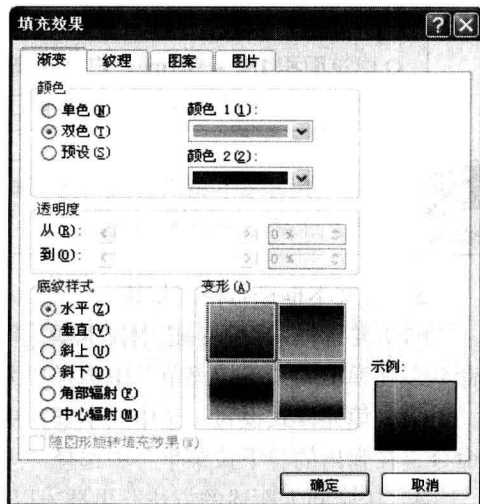 填充效果
渐变 纹理 图案 图片
颜色
单色(N)
双色(T)
预设(S)
颜色 1(1):
颜色 2(2):
透明度
从(R): 0 %
到(O): 0 %
底纹样式
水平(Z)
垂直(V)
斜上(U)
斜下(D)
角部辐射(F)
中心辐射(M)
变形(A)
示例:
随图形旋转填充效果(W)
确定 取消